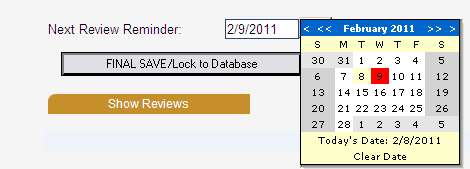 Next Review Reminder: 2/9/2011
< << February 2011 >> >
S M T W T F S
30 31 1 2 3 4 5
6 7 8 9 10 11 12
13 14 15 16 17 18 19
20 21 22 23 24 25 26
27 28 1 2 3 4 5
Today's Date: 2/8/2011
Clear Date
FINAL SAVE/Lock to Database
Show Reviews